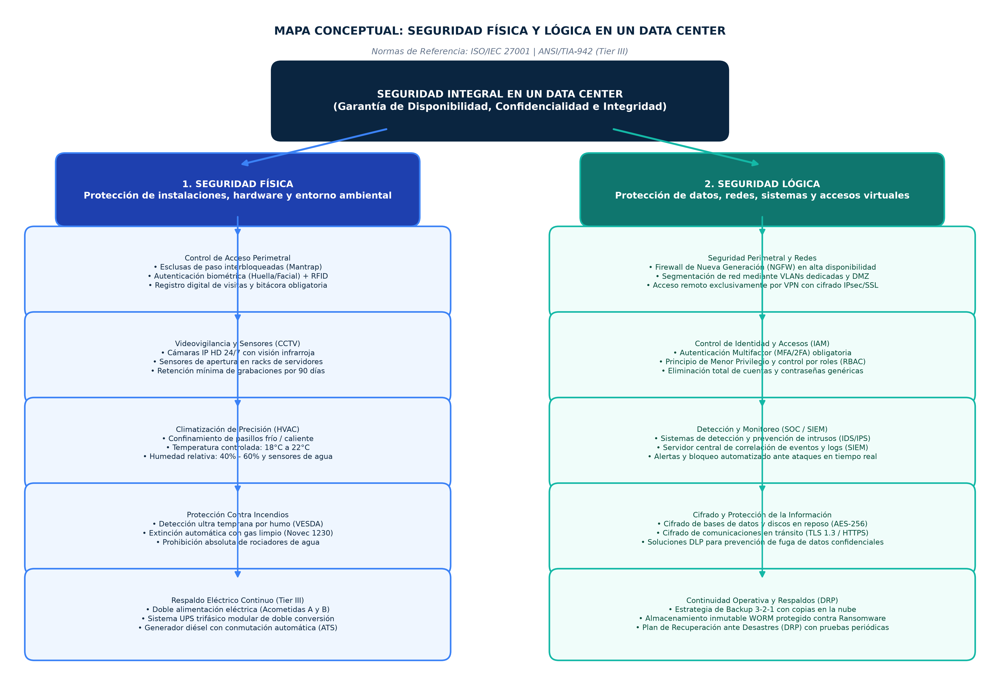 MAPA CONCEPTUAL: SEGURIDAD FÍSICA Y LÓGICA EN UN DATA CENTER
Normas de Referencia: ISO/IEC 27001 | ANSI/TIA-942 (Tier III)
SEGURIDAD INTEGRAL EN UN DATA CENTER
(Garantía de Disponibilidad, Confidencialidad e Integridad)
1. SEGURIDAD FÍSICA
Protección de instalaciones, hardware y entorno ambiental
Control de Acceso Perimetral
• Esclusas de paso interbloqueadas (Mantrap)
• Autenticación biométrica (Huella/Facial) + RFID
• Registro digital de visitas y bitácora obligatoria
Videovigilancia y Sensores (CCTV)
• Cámaras IP HD 24/7 con visión infrarroja
• Sensores de apertura en racks de servidores
• Retención mínima de grabaciones por 90 días
Climatización de Precisión (HVAC)
• Confinamiento de pasillos frío / caliente
• Temperatura controlada: 18°C a 22°C
• Humedad relativa: 40% - 60% y sensores de agua
Protección Contra Incendios
• Detección ultra temprana por humo (VESDA)
• Extinción automática con gas limpio (Novec 1230)
• Prohibición absoluta de rociadores de agua
Respaldo Eléctrico Continuo (Tier III)
• Doble alimentación eléctrica (Acometidas A y B)
• Sistema UPS trifásico modular de doble conversión
• Generador diésel con conmutación automática (ATS)
2. SEGURIDAD LÓGICA
Protección de datos, redes, sistemas y accesos virtuales
Seguridad Perimetral y Redes
• Firewall de Nueva Generación (NGFW) en alta disponibilidad
• Segmentación de red mediante VLANs dedicadas y DMZ
• Acceso remoto exclusivamente por VPN con cifrado IPsec/SSL
Control de Identidad y Accesos (IAM)
• Autenticación Multifactor (MFA/2FA) obligatoria
• Principio de Menor Privilegio y control por roles (RBAC)
• Eliminación total de cuentas y contraseñas genéricas
Detección y Monitoreo (SOC / SIEM)
• Sistemas de detección y prevención de intrusos (IDS/IPS)
• Servidor central de correlación de eventos y logs (SIEM)
• Alertas y bloqueo automatizado ante ataques en tiempo real
Cifrado y Protección de la Información
• Cifrado de bases de datos y discos en reposo (AES-256)
• Cifrado de comunicaciones en tránsito (TLS 1.3 / HTTPS)
• Soluciones DLP para prevención de fuga de datos confidenciales
Continuidad Operativa y Respaldos (DRP)
• Estrategia de Backup 3-2-1 con copias en la nube
• Almacenamiento inmutable WORM protegido contra Ransomware
• Plan de Recuperación ante Desastres (DRP) con pruebas periódicas